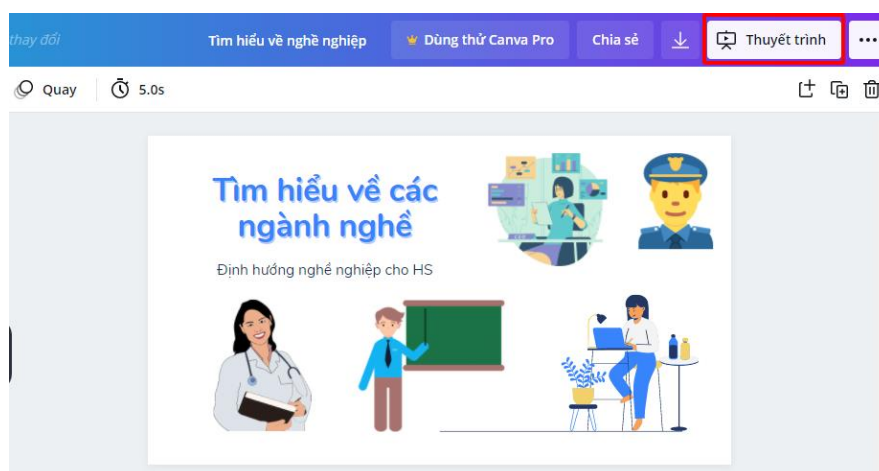 thay đổi
Tìm hiểu về nghề nghiệp
Dùng thử Canva Pro
Chia sẻ
Thuyết trình
Quay
5.0s
Tìm hiểu về các
ngành nghề
Định hướng nghề nghiệp cho HS